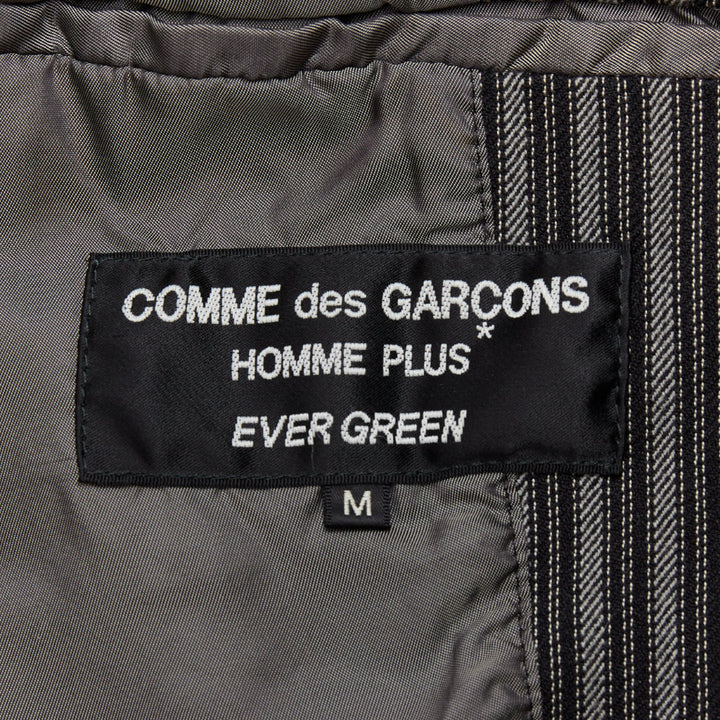 COMME des GARÇONS
HOMME PLUS*
EVER GREEN
M